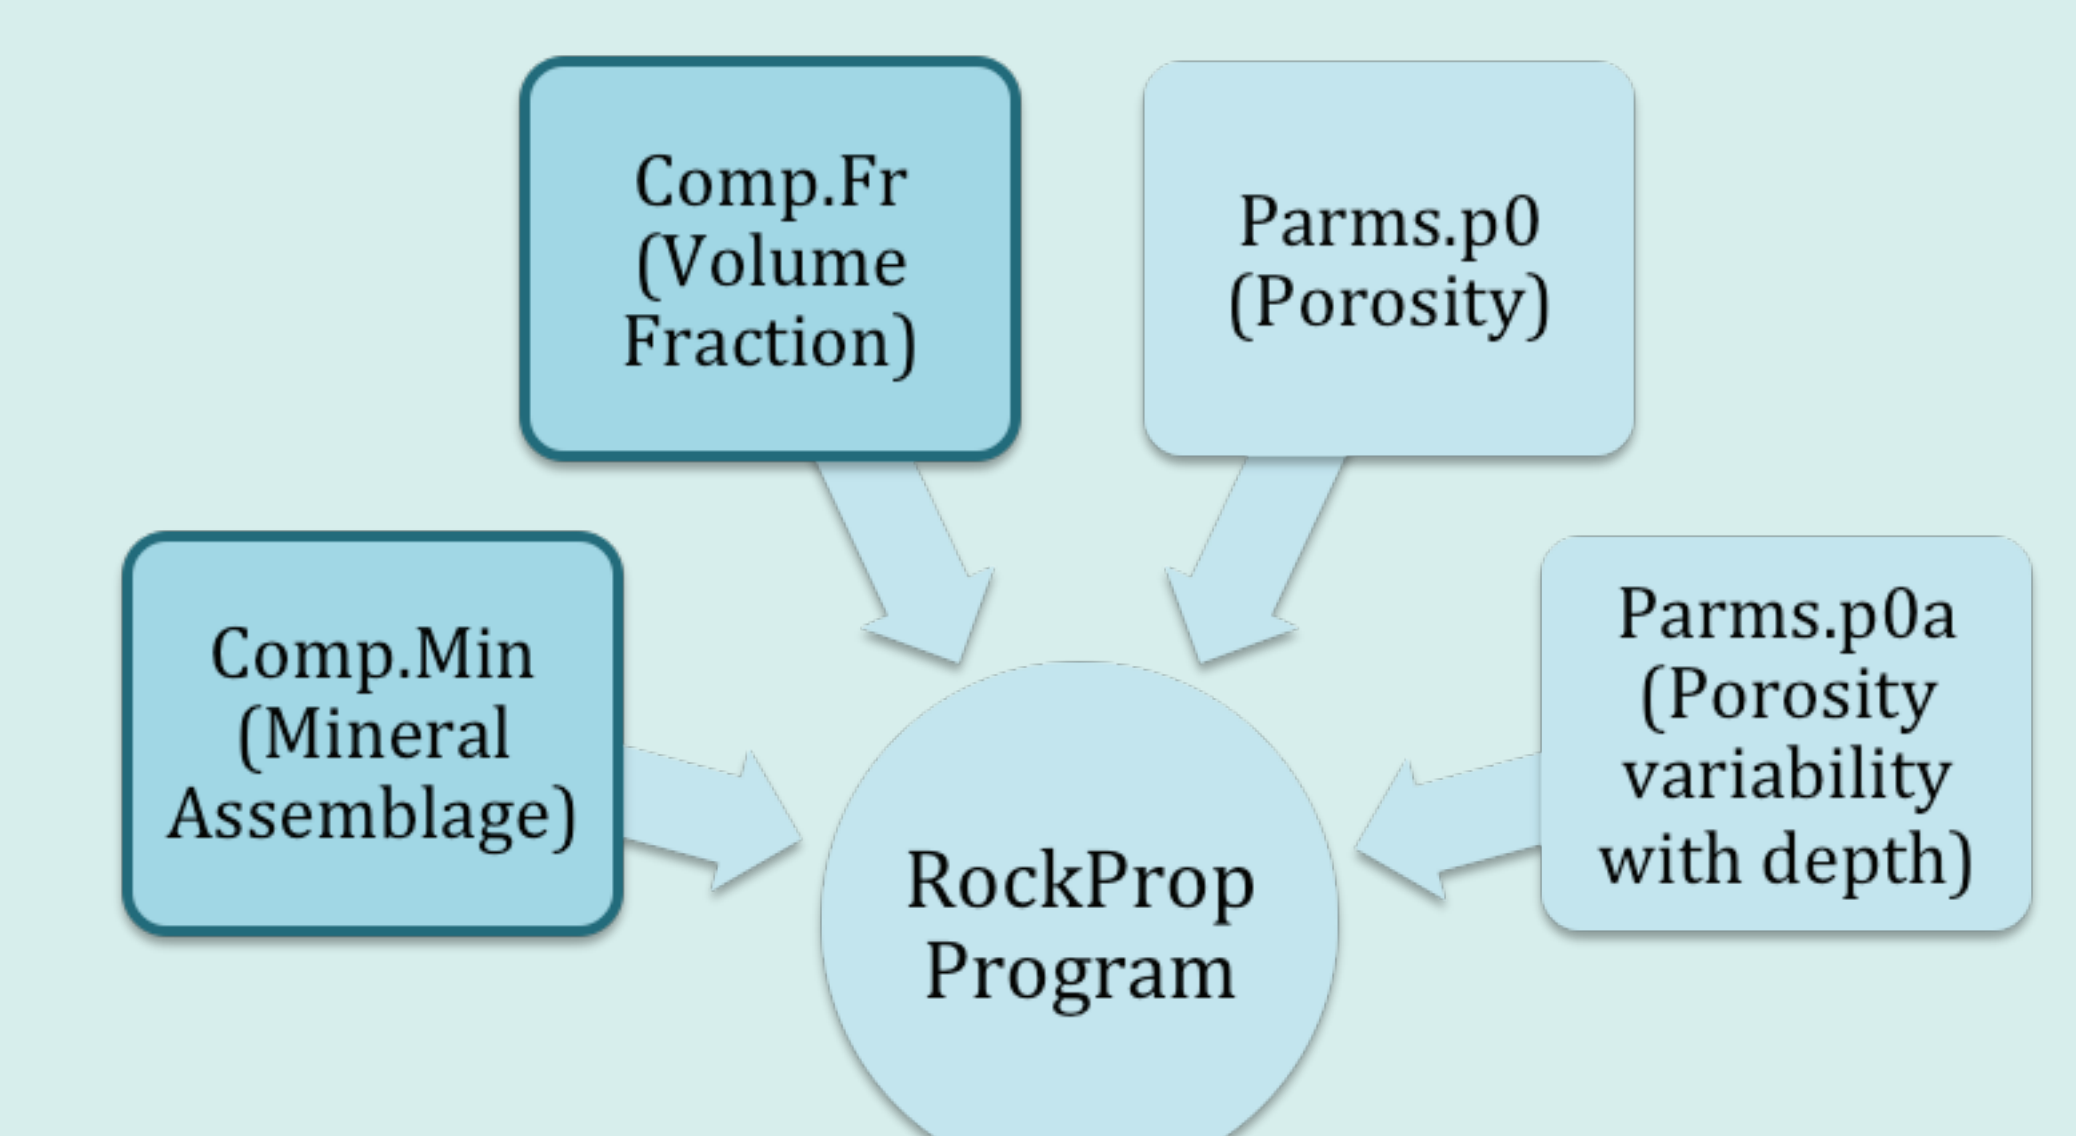 Comp.Fr
(Volume
Fraction)
Parms.p0
(Porosity)
Comp.Min
(Mineral
Assemblage)
Parms.p0a
(Porosity
variability
with depth)
RockProp
Program